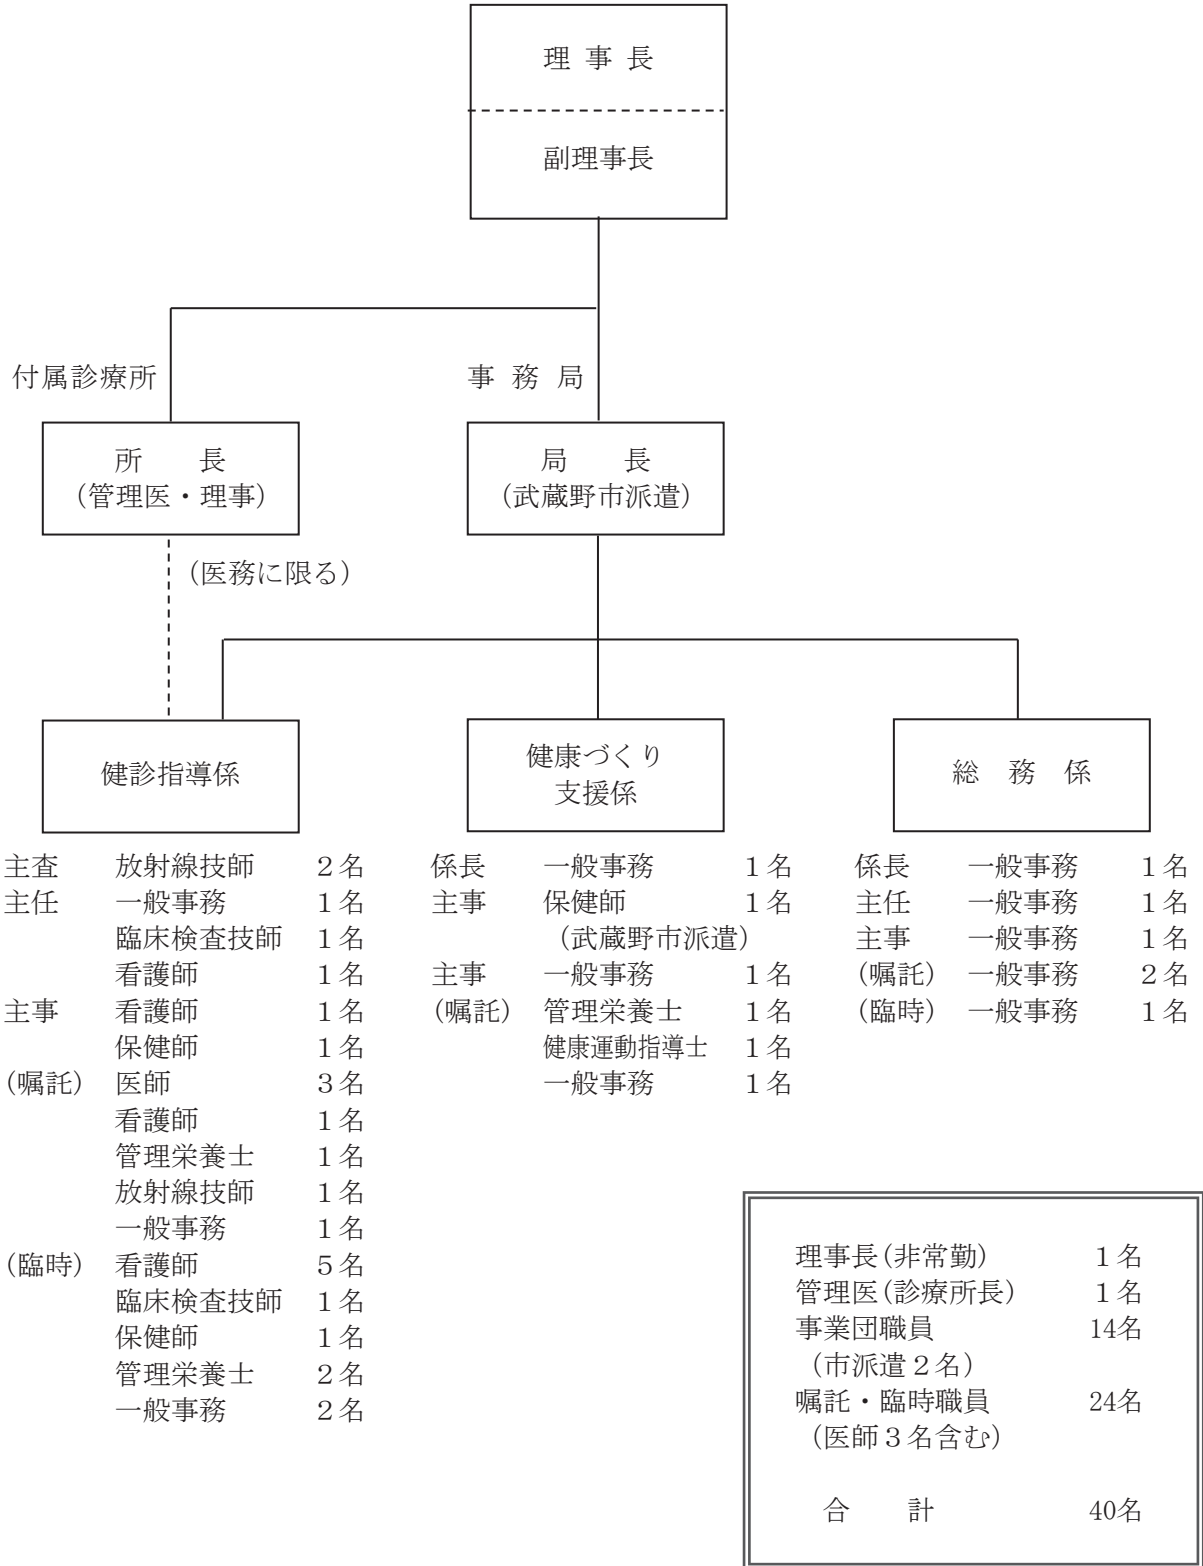 理 事 長
副理事長
付属診療所
事 務 局
所　　長
（管理医・理事）
局　　長
（武蔵野市派遣）
（医務に限る）
健診指導係
健康づくり
支援係
総　務　係
主査　放射線技師　２名
主任　一般事務　１名
臨床検査技師　１名
看護師　１名
主事　看護師　１名
保健師　１名
（嘱託）　医師　３名
看護師　１名
管理栄養士　１名
放射線技師　１名
一般事務　１名
（臨時）　看護師　５名
臨床検査技師　１名
保健師　１名
管理栄養士　２名
一般事務　２名
係長　一般事務　１名
主事　保健師　１名
（武蔵野市派遣）
主事　一般事務　１名
（嘱託）　管理栄養士　１名
健康運動指導士　１名
一般事務　１名
係長　一般事務　１名
主任　一般事務　１名
主事　一般事務　１名
（嘱託）　一般事務　２名
（臨時）　一般事務　１名
理事長（非常勤）　１名
管理医（診療所長）　１名
事業団職員　14名
（市派遣２名）
嘱託・臨時職員　24名
（医師３名含む）
合　　計　40名